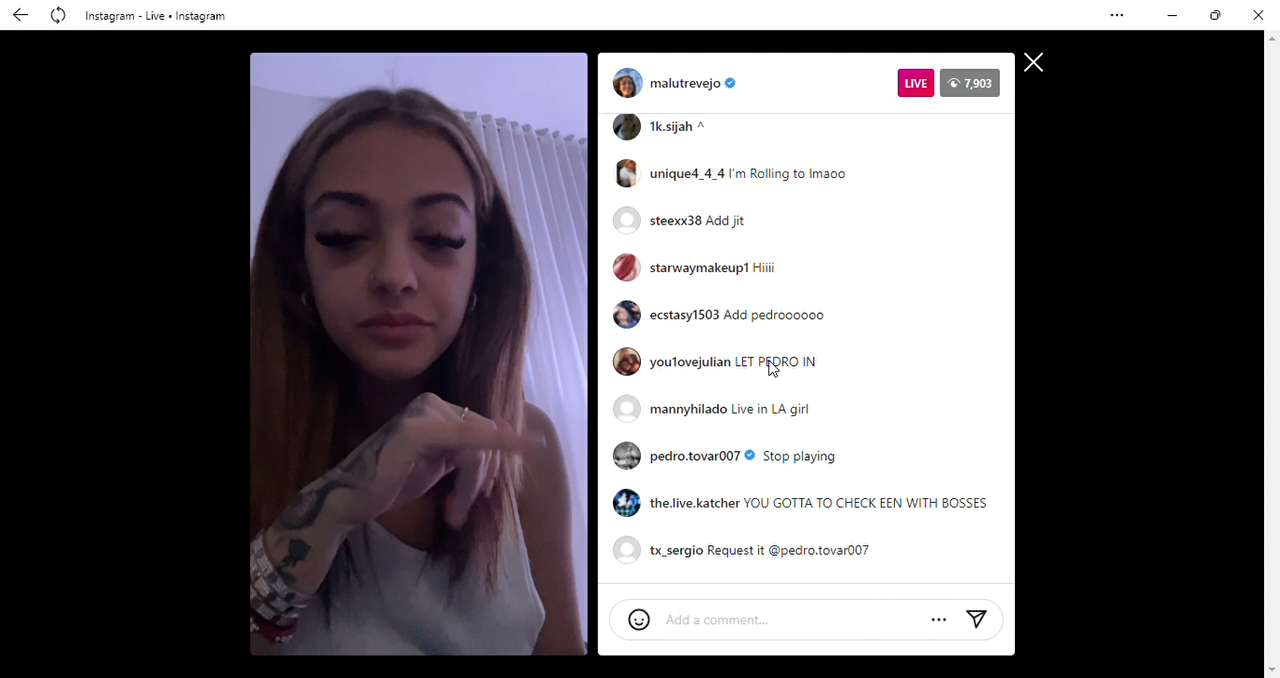 Instagram - Live • Instagram
malutrevejo
LIVE
7,903
1k.sijah ^
unique4_4_4 I'm Rolling to lmaoo
steexx38 Add jit
starwaymakeup1 Hiiii
ecstasy1503 Add pedroooooo
you1ovejulian LET PEDRO IN
mannyhilado Live in LA girl
pedro.tovar007 Stop playing
the.live.katcher YOU GOTTA TO CHECK EEN WITH BOSSES
tx_sergio Request it @pedro.tovar007
Add a comment...